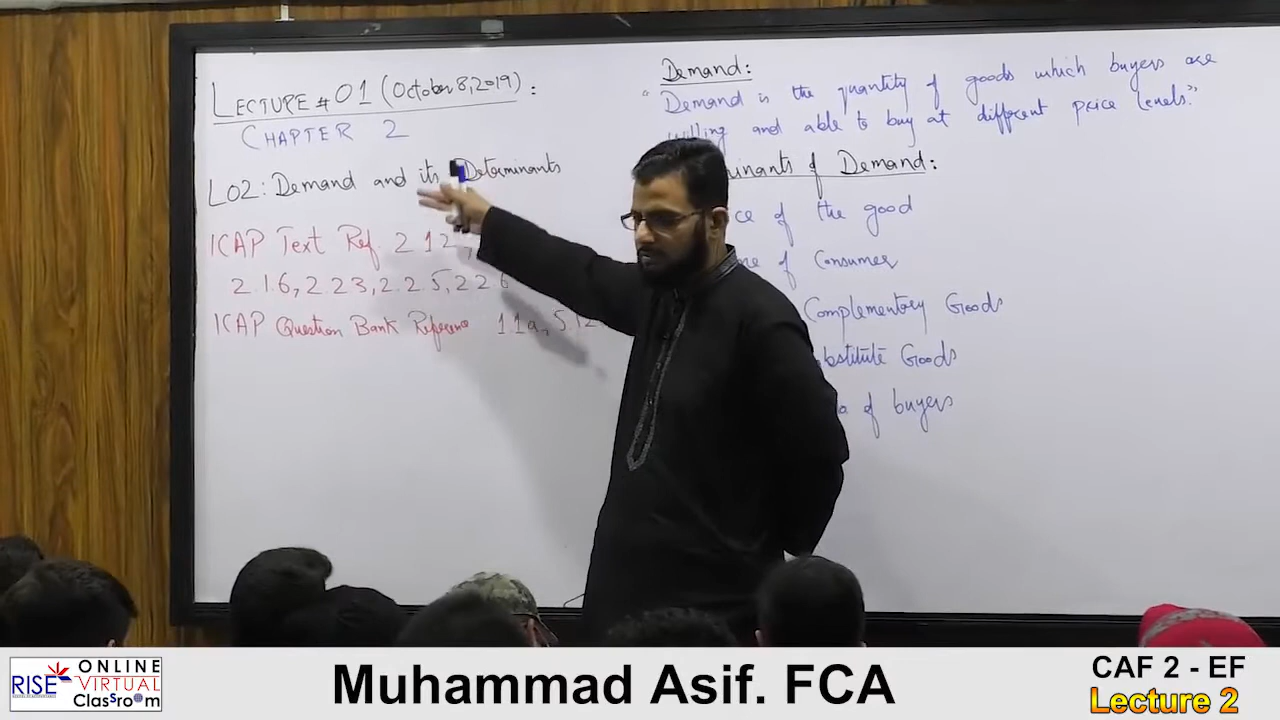 LECTURE # 01 (October 8, 2019):
CHAPTER 2
LO2: Demand and its Determinants
ICAP Text Ref. 2.1.2,
2.1.6, 2.2.3, 2.2.5, 2.2.6
ICAP Question Bank Reference 1.1a, 5.
Demand:
"Demand is the quantity of goods which buyers are
willing and able to buy at different price levels."
of Demand:
of the good
of Consumer
Complementary Goods
Goods
of buyers
RISE
ONLINE
VIRTUAL
ClassroOm
Muhammad Asif. FCA
CAF 2 - EF
Lecture 2